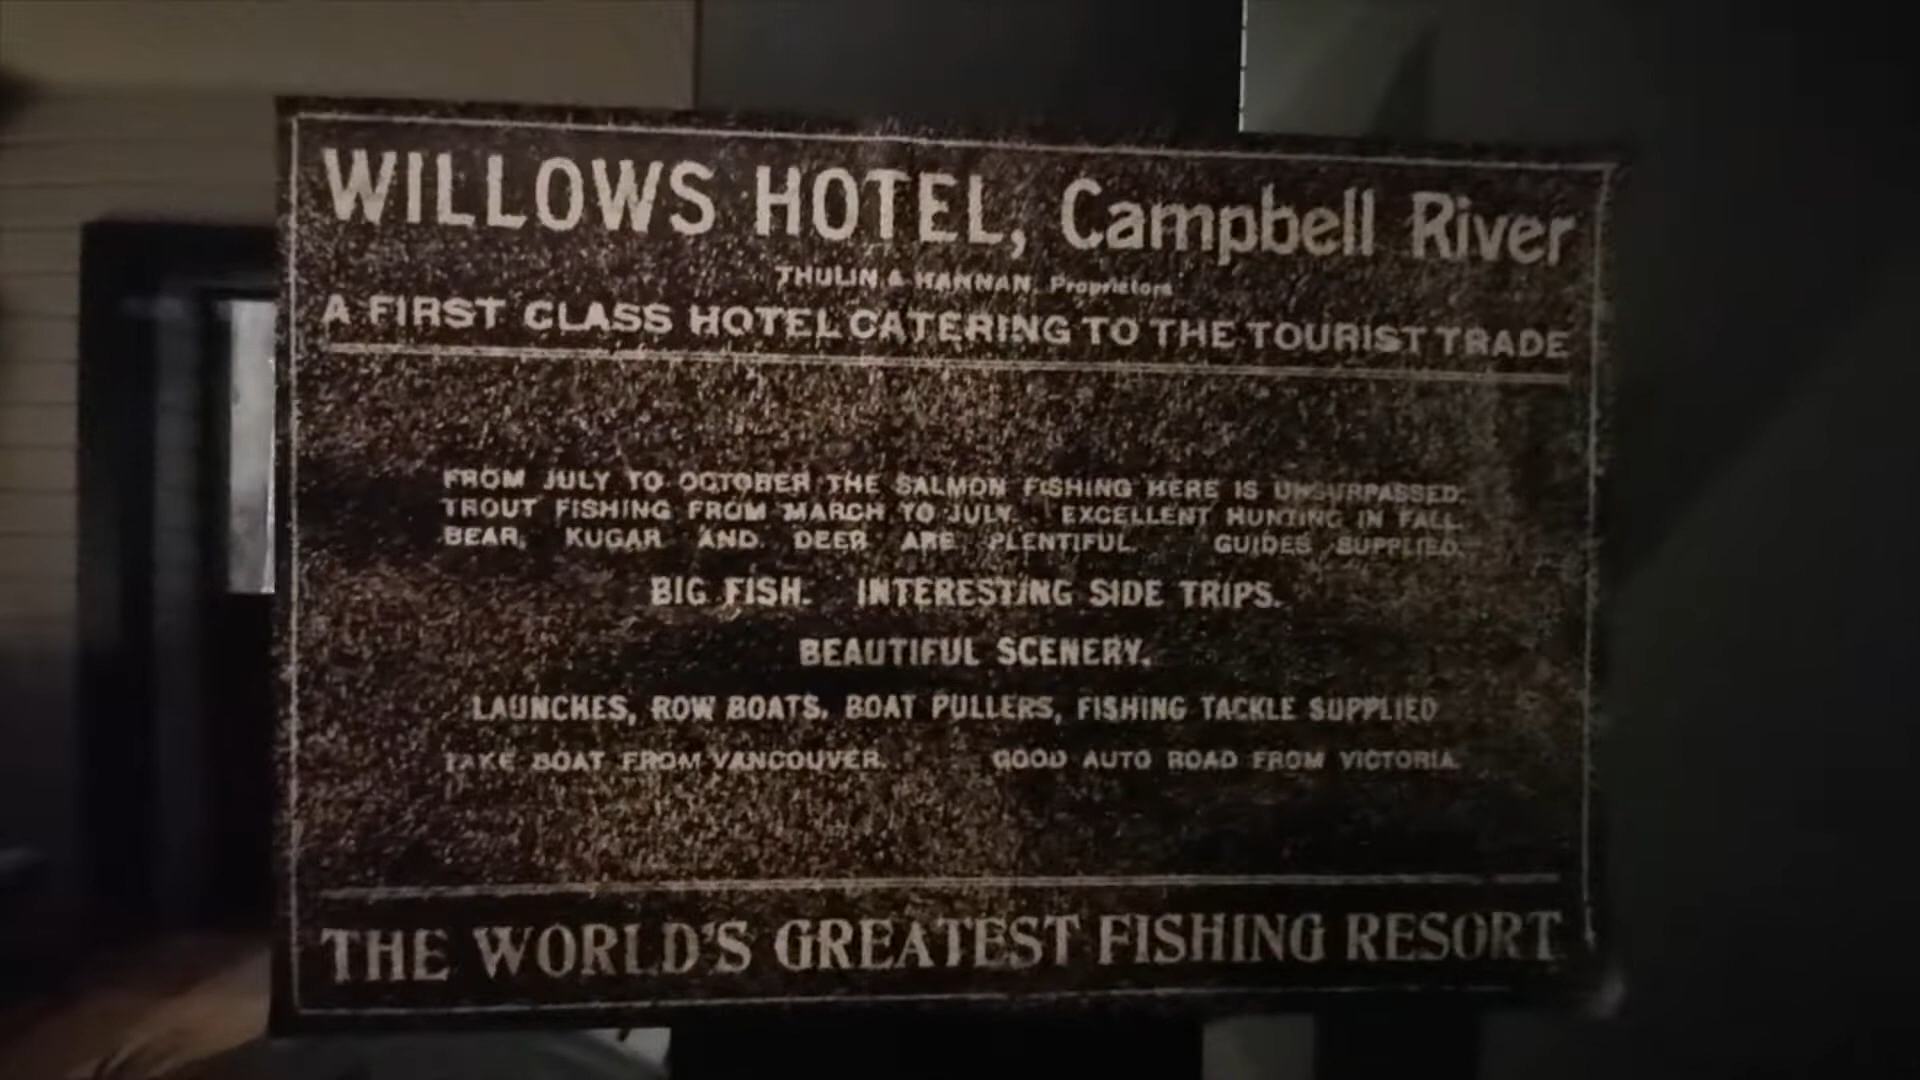 WILLOWS HOTEL, Campbell River
THULIN & HANNAN, Proprietors
A FIRST CLASS HOTEL CATERING TO THE TOURIST TRADE
FROM JULY TO OCTOBER THE SALMON FISHING HERE IS UNSURPASSED.
TROUT FISHING FROM MARCH TO JULY. EXCELLENT HUNTING IN FALL.
BEAR, KUGAR AND DEER ARE PLENTIFUL. GUIDES SUPPLIED.
BIG FISH. INTERESTING SIDE TRIPS.
BEAUTIFUL SCENERY.
LAUNCHES, ROW BOATS, BOAT PULLERS, FISHING TACKLE SUPPLIED
TAKE BOAT FROM VANCOUVER. GOOD AUTO ROAD FROM VICTORIA.
THE WORLD'S GREATEST FISHING RESORT